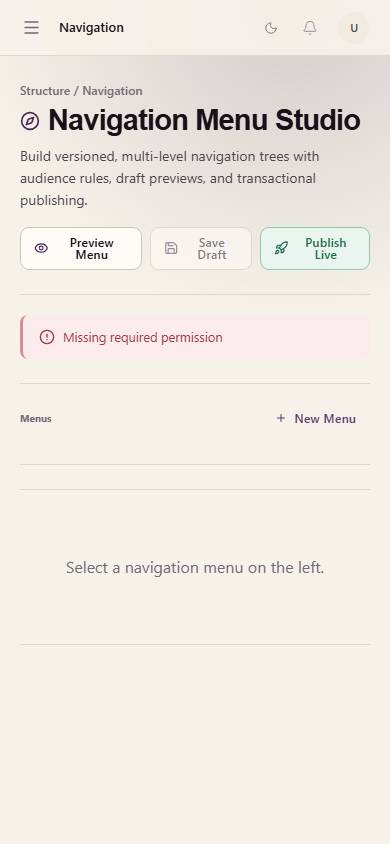 Navigation
U
Structure / Navigation
Navigation Menu Studio
Build versioned, multi-level navigation trees with
audience rules, draft previews, and transactional
publishing.
Preview
Menu
Save
Draft
Publish
Live
Missing required permission
Menus
+ New Menu
Select a navigation menu on the left.